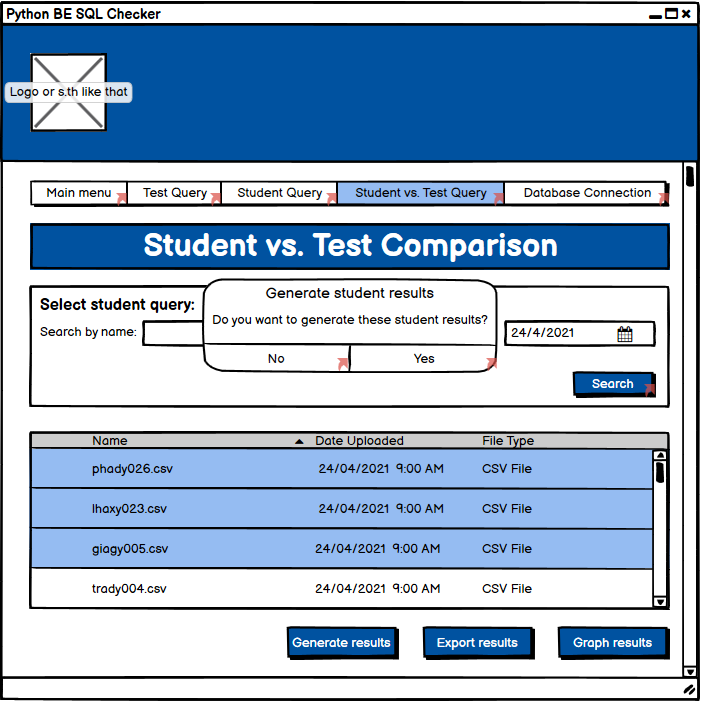 Python BE SQL Checker
Logo or s.th like that
Main menu Test Query Student Query Student vs. Test Query Database Connection
Student vs. Test Comparison
Generate student results
Select student query:
Do you want to generate these student results?
Search by name: 24/4/2021
No Yes
Search
Name Date Uploaded File Type
phady026.csv 24/04/2021 9:00 AM CSV File
lhaxy023.csv 24/04/2021 9:00 AM CSV File
giagy005.csv 24/04/2021 9:00 AM CSV File
trady004.csv 24/04/2021 9:00 AM CSV File
Generate results Export results Graph results